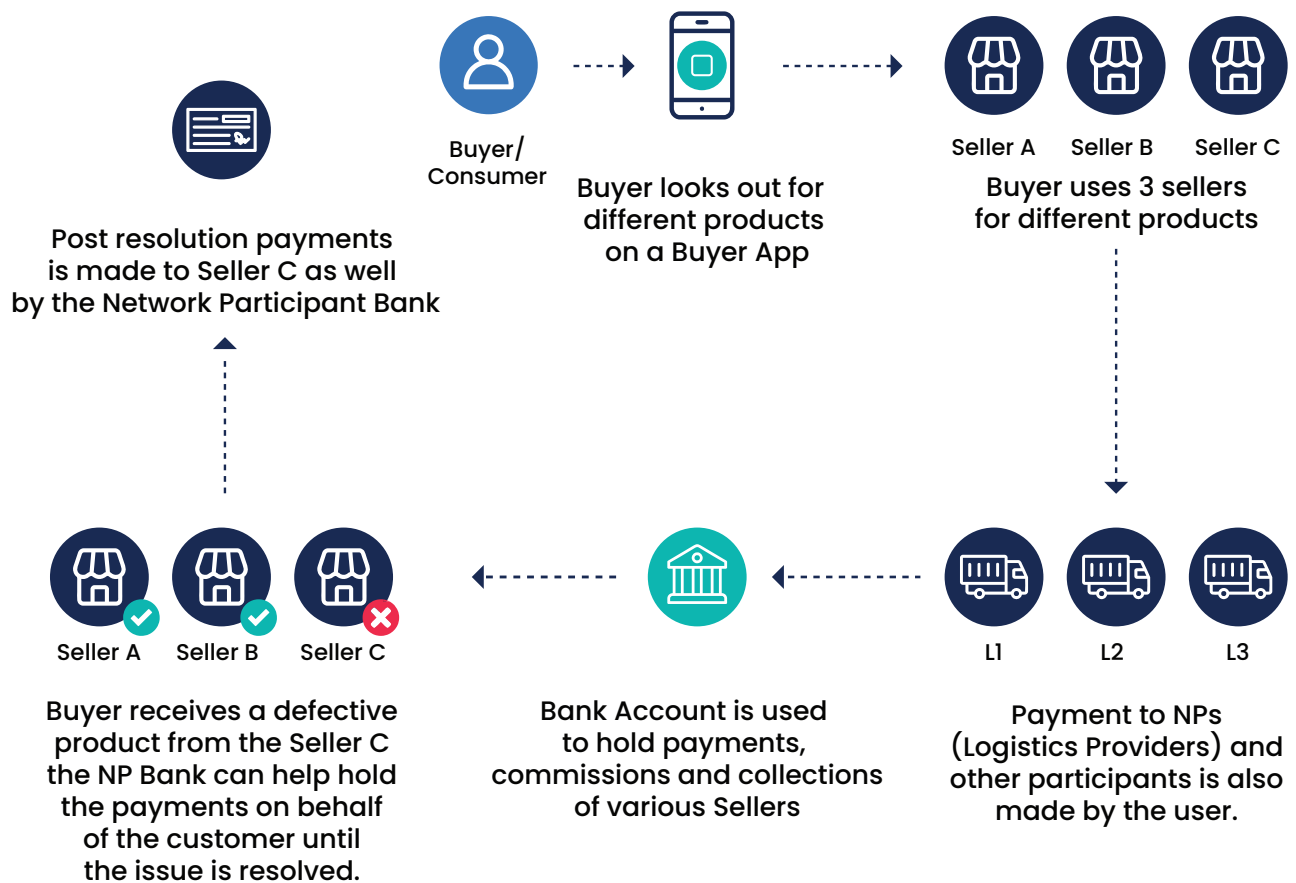 Buyer/
Consumer
Buyer looks out for
different products
on a Buyer App
Seller A
Seller B
Seller C
Buyer uses 3 sellers
for different products
L1
L2
L3
Payment to NPs
(Logistics Providers) and
other participants is also
made by the user.
Bank Account is used
to hold payments,
commissions and collections
of various Sellers
Seller A
Seller B
Seller C
Buyer receives a defective
product from the Seller C
the NP Bank can help hold
the payments on behalf
of the customer until
the issue is resolved.
Post resolution payments
is made to Seller C as well
by the Network Participant Bank